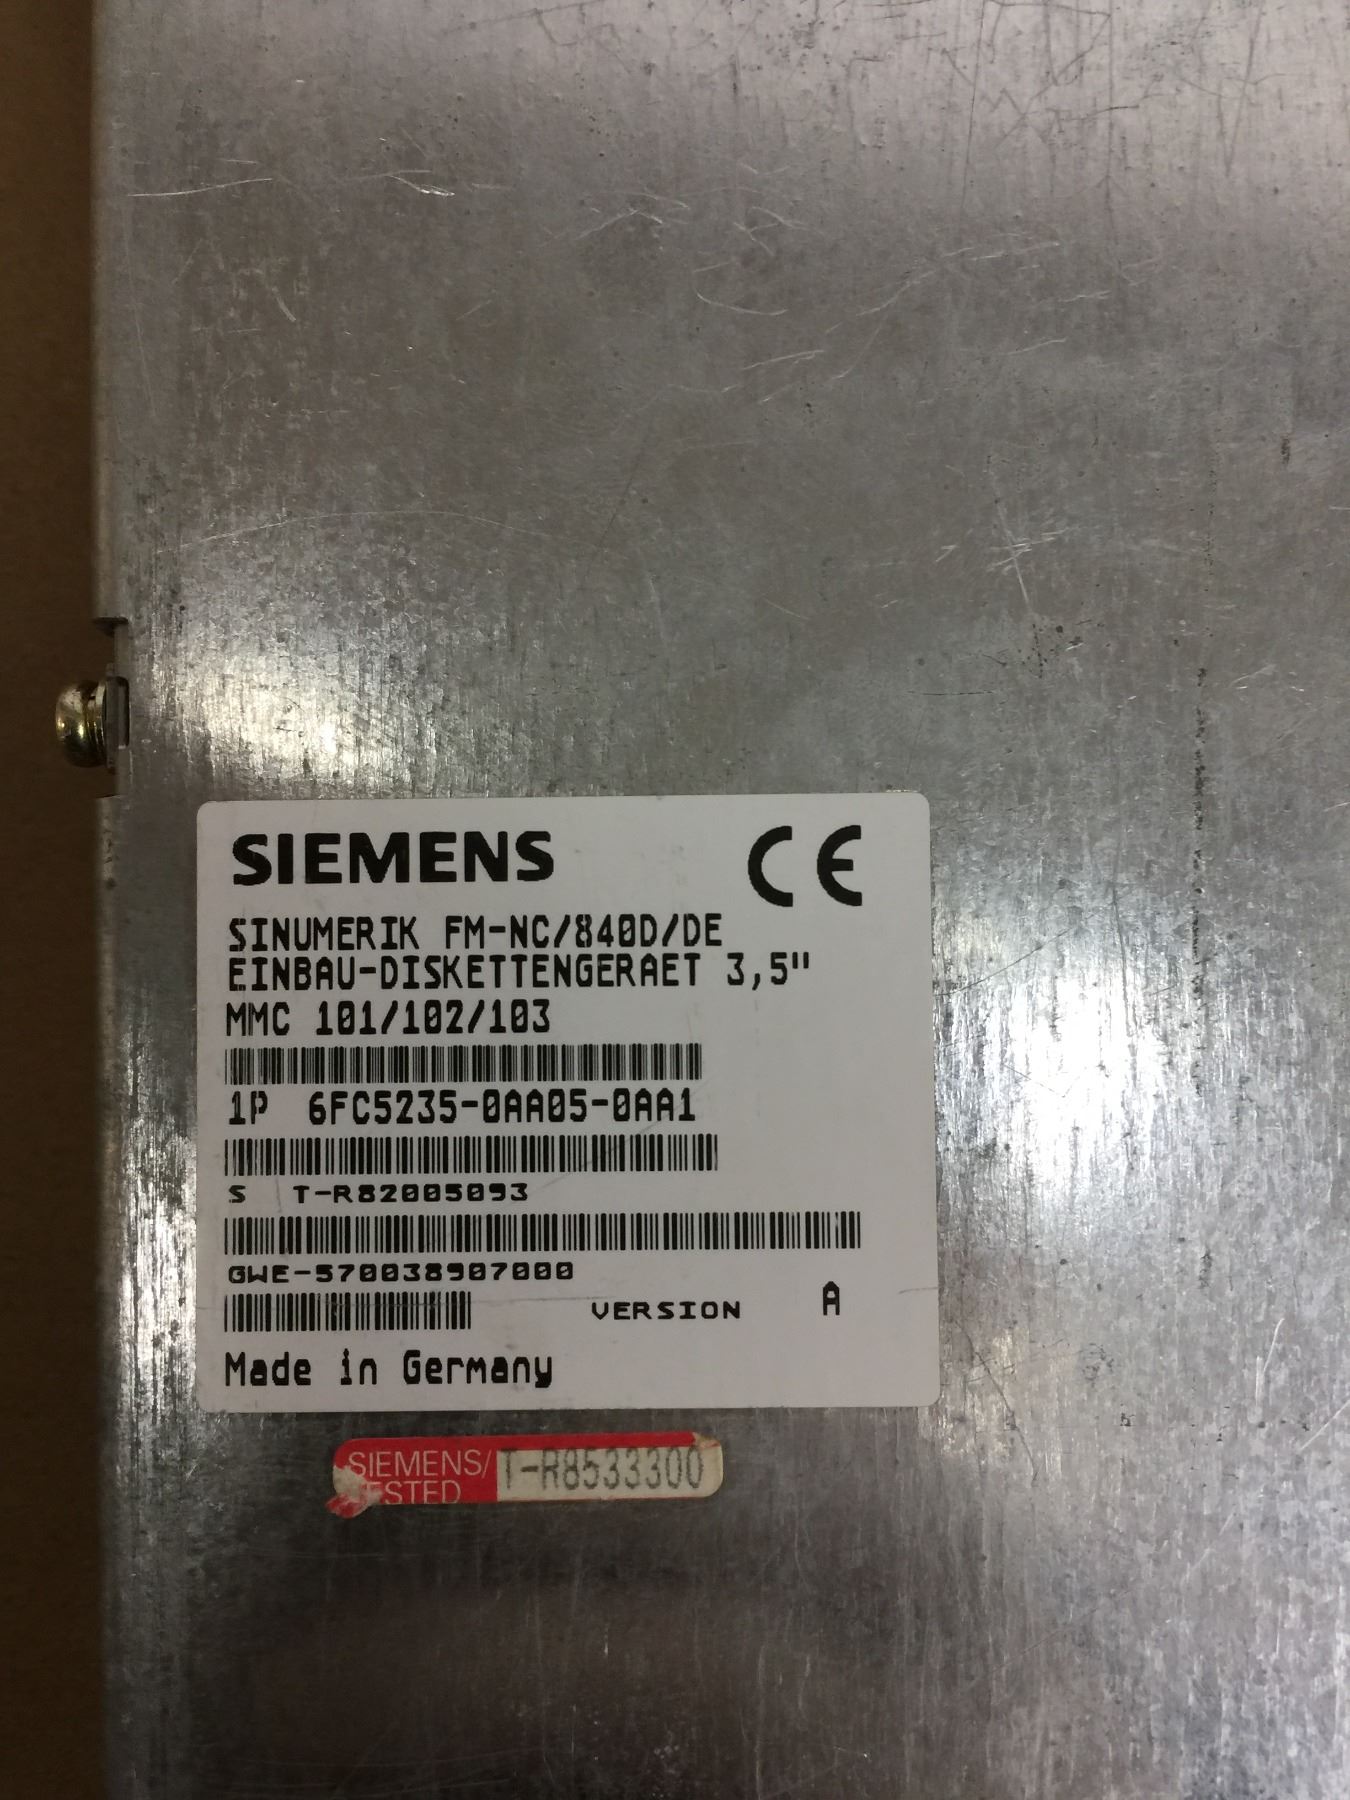 SIEMENS CE
SINUMERIK FM-NC/840D/DE
EINBAU-DISKETTENGERAET 3,5"
MMC 101/102/103
1P 6FC5235-0AA05-0AA1
S T-R82005093
GWE-570038907000
VERSION A
Made in Germany
SIEMENS/ T-R8533300
TESTED